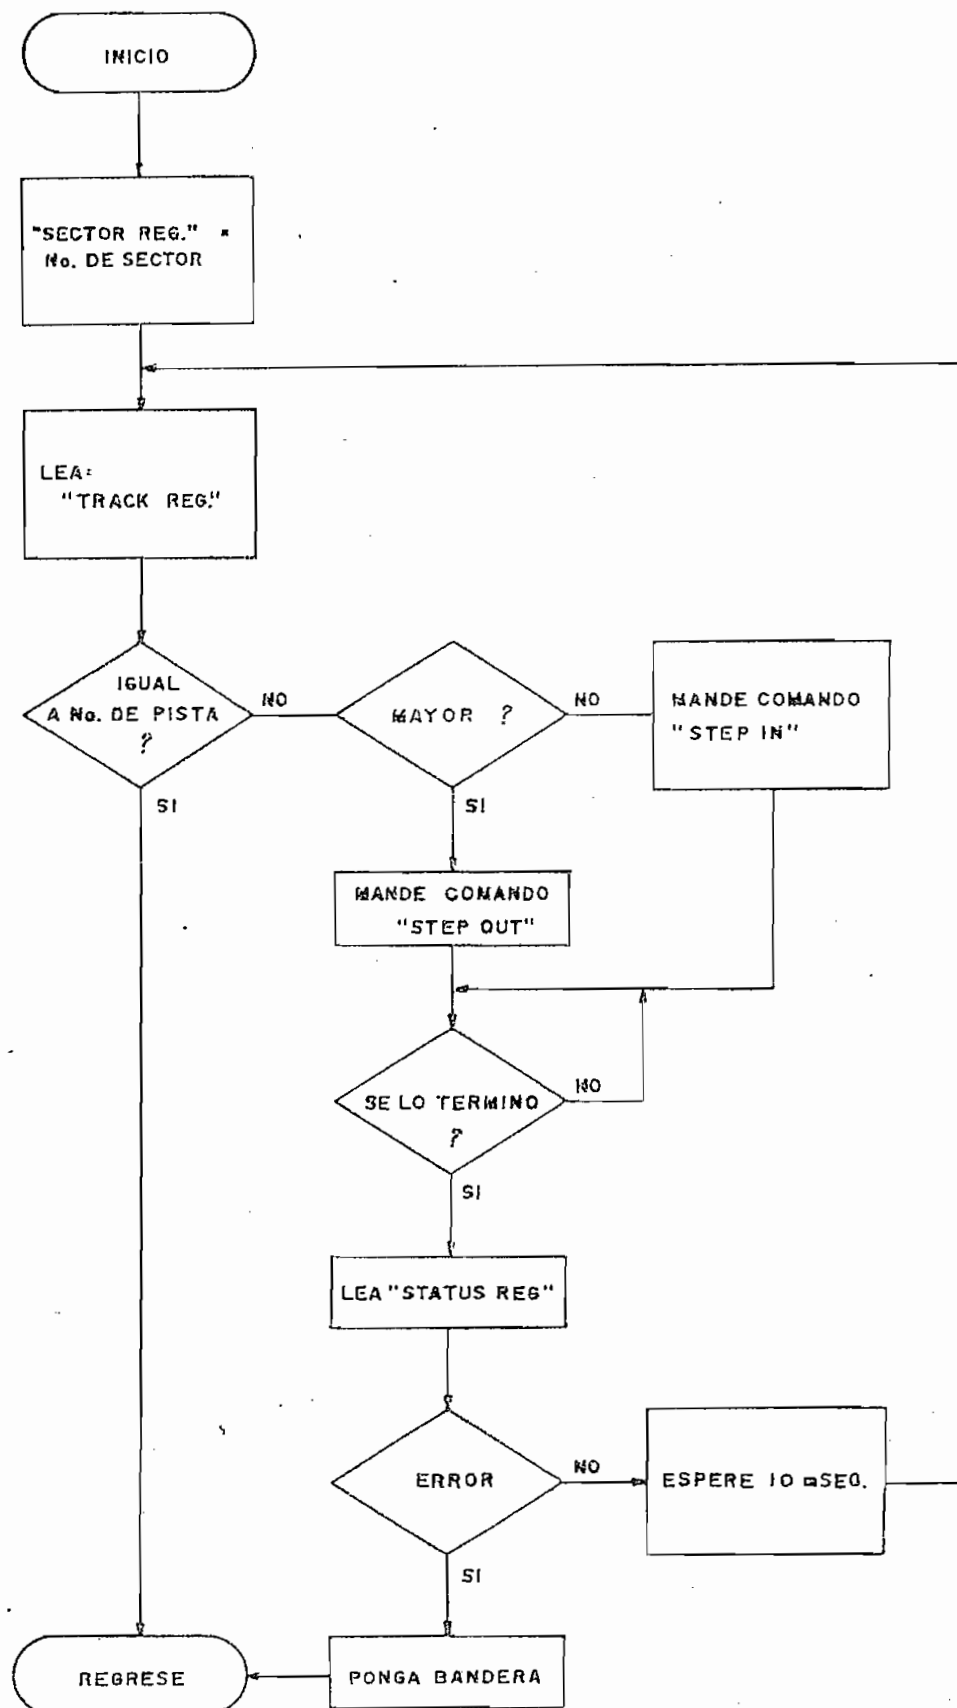 INICIO
"SECTOR REG." =
No. DE SECTOR
LEA:
"TRACK REG."
IGUAL
A No. DE PISTA
?
NO
SI
MAYOR ?
NO
SI
MANDE COMANDO
"STEP IN"
MANDE COMANDO
"STEP OUT"
SE LO TERMINO
?
NO
SI
LEA "STATUS REG"
ERROR
NO
SI
ESPERE 10 mSEG.
PONGA BANDERA
REGRESE